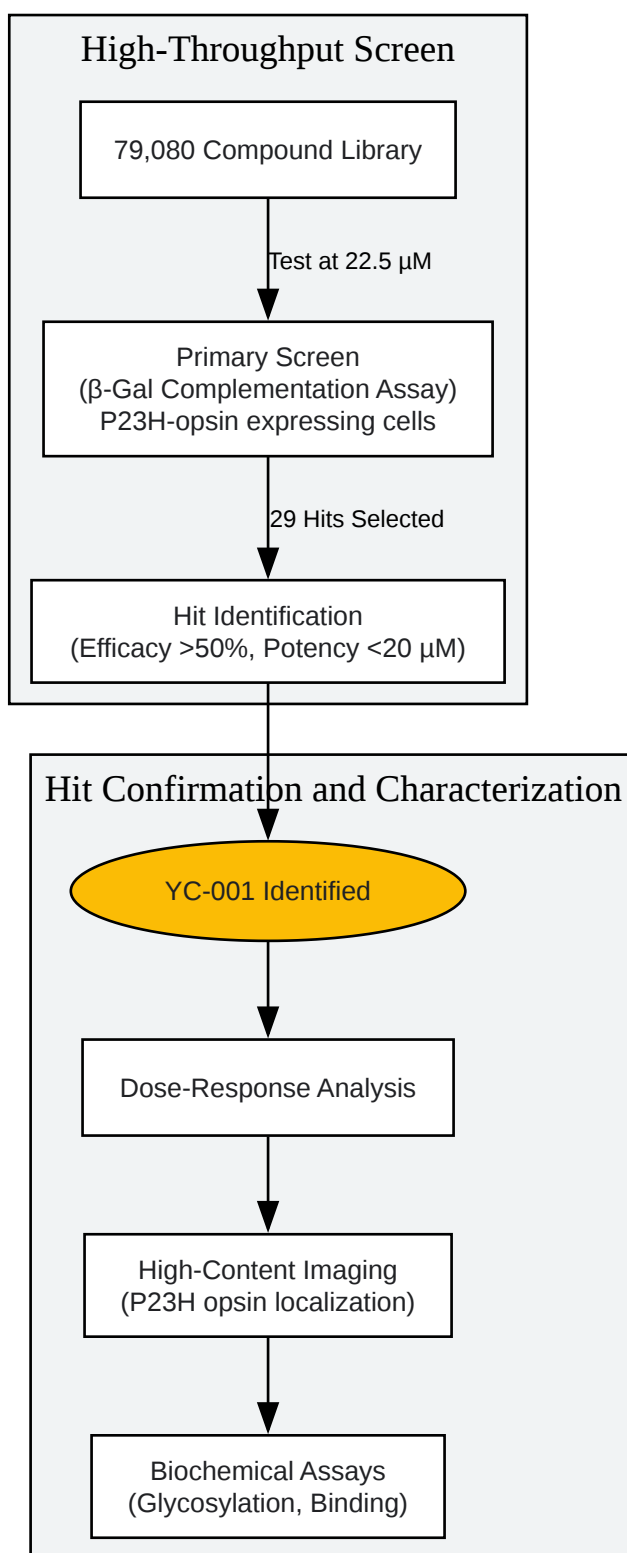 High-Throughput Screen
79,080 Compound Library
Test at 22.5 µM
Primary Screen
(β-Gal Complementation Assay)
P23H-opsin expressing cells
29 Hits Selected
Hit Identification
(Efficacy >50%, Potency <20 µM)
Hit Confirmation and Characterization
YC-001 Identified
Dose-Response Analysis
High-Content Imaging
(P23H opsin localization)
Biochemical Assays
(Glycosylation, Binding)